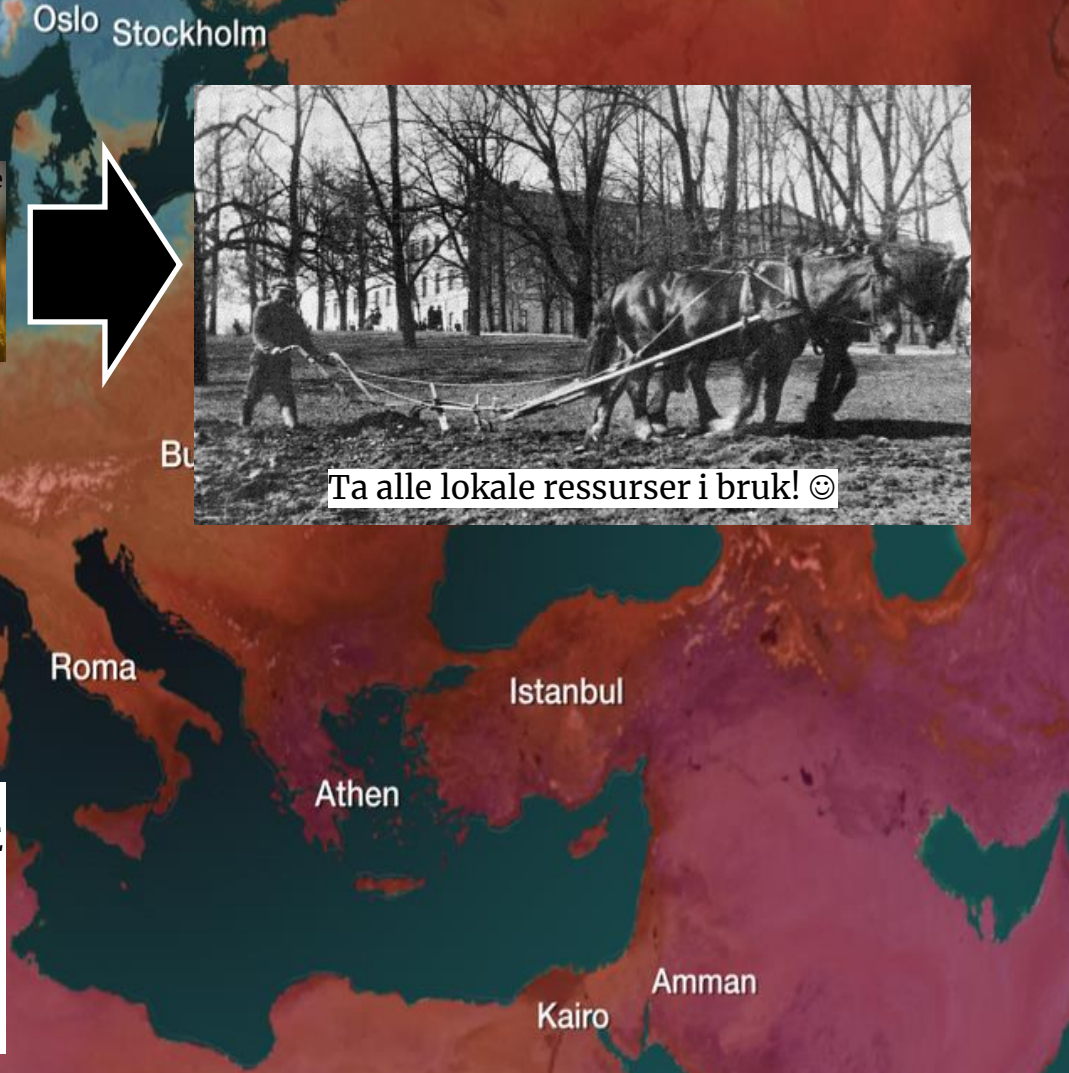 Oslo
Stockholm
Ta alle lokale ressurser i bruk! ☺
Roma
Istanbul
Athen
Amman
Kairo